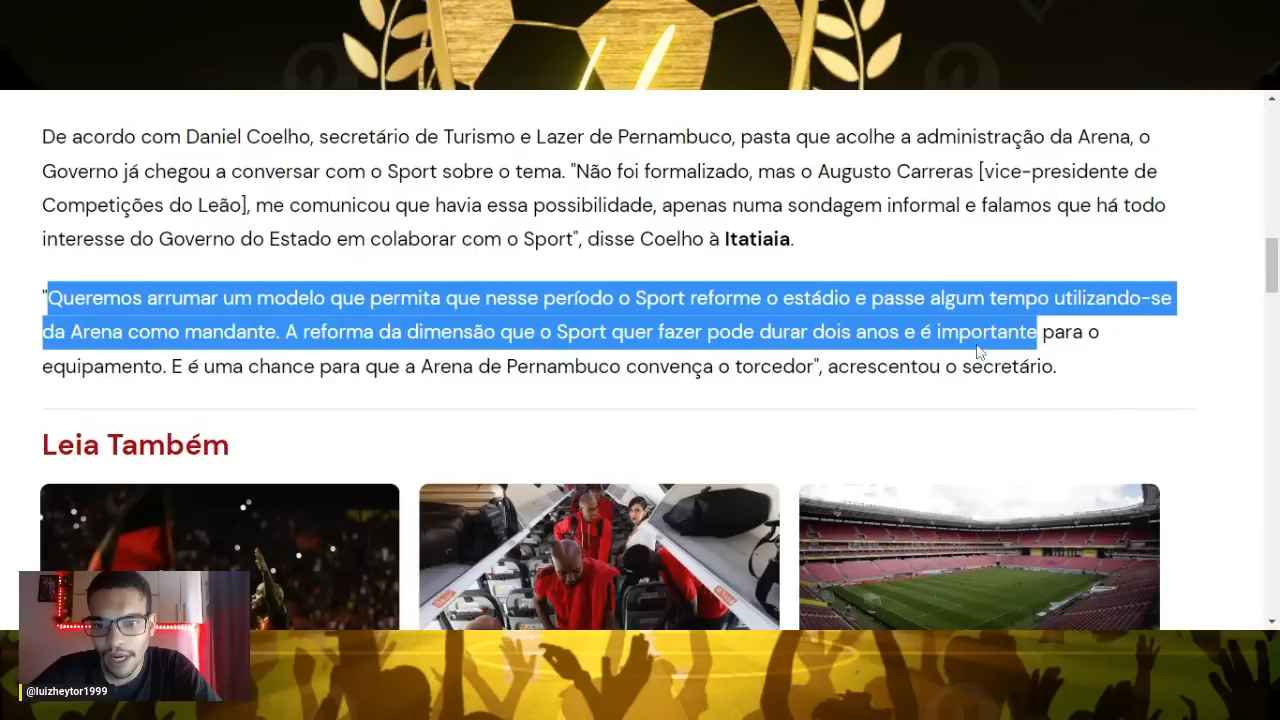 De acordo com Daniel Coelho, secretário de Turismo e Lazer de Pernambuco, pasta que acolhe a administração da Arena, o
Governo já chegou a conversar com o Sport sobre o tema. "Não foi formalizado, mas o Augusto Carreras [vice-presidente de
Competições do Leão], me comunicou que havia essa possibilidade, apenas numa sondagem informal e falamos que há todo
interesse do Governo do Estado em colaborar com o Sport", disse Coelho à Itatiaia.
"Queremos arrumar um modelo que permita que nesse período o Sport reforme o estádio e passe algum tempo utilizando-se
da Arena como mandante. A reforma da dimensão que o Sport quer fazer pode durar dois anos e é importante para o
equipamento. E é uma chance para que a Arena de Pernambuco convença o torcedor", acrescentou o secretário.
Leia Também
@luizheytor1999